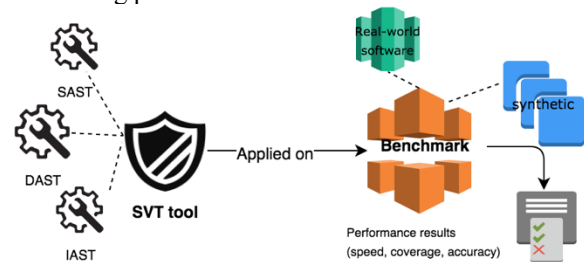 Real-world
software
SAST
synthetic
DAST
Applied on
Benchmark
SVT tool
IAST
Performance results
(speed, coverage, accuracy)